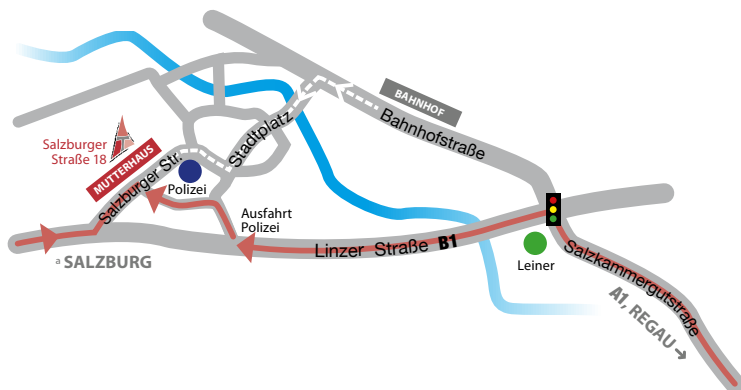 BAHNHOF
Bahnhofstraße
Stadtplatz
Salzburger
Straße 18
MUTTERHAUS
Salzburger Str.
Polizei
Ausfahrt
Polizei
Linzer Straße B1
a SALZBURG
Leiner
Salzkammergutstraße
A1, REGAU →